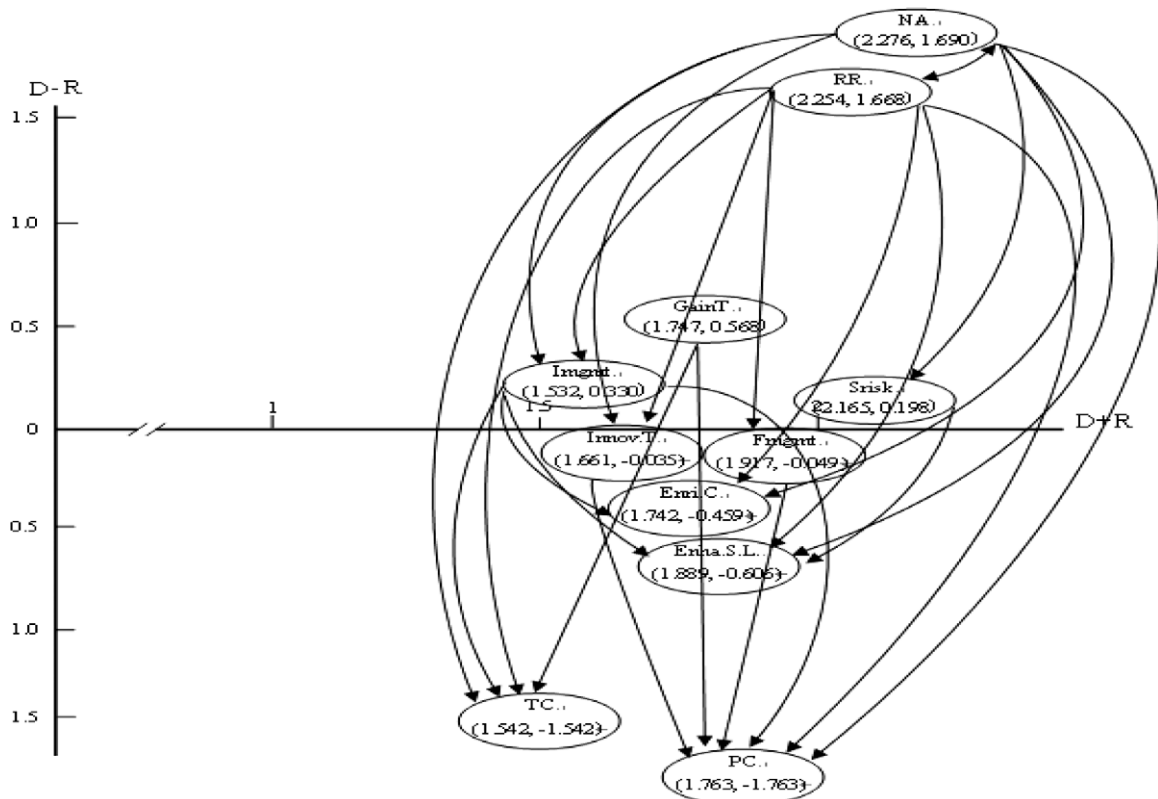 NA
(2.276, 1.690)
D-R
RR
(2.254, 1.668)
1.5
1.0
GainT
(1.747, 0.568)
0.5
Imgmt
(1.532, 0.330)
Srisk
(2.165, 0.198)
1
1.5
2
D+R
0
Innov.T
(1.661, -0.035)
Fmgmt
(1.917, -0.049)
Enri.C
(1.742, -0.459)
0.5
Enha.S.L
(1.889, -0.606)
1.0
TC
(1.542, -1.542)
1.5
PC
(1.763, -1.763)